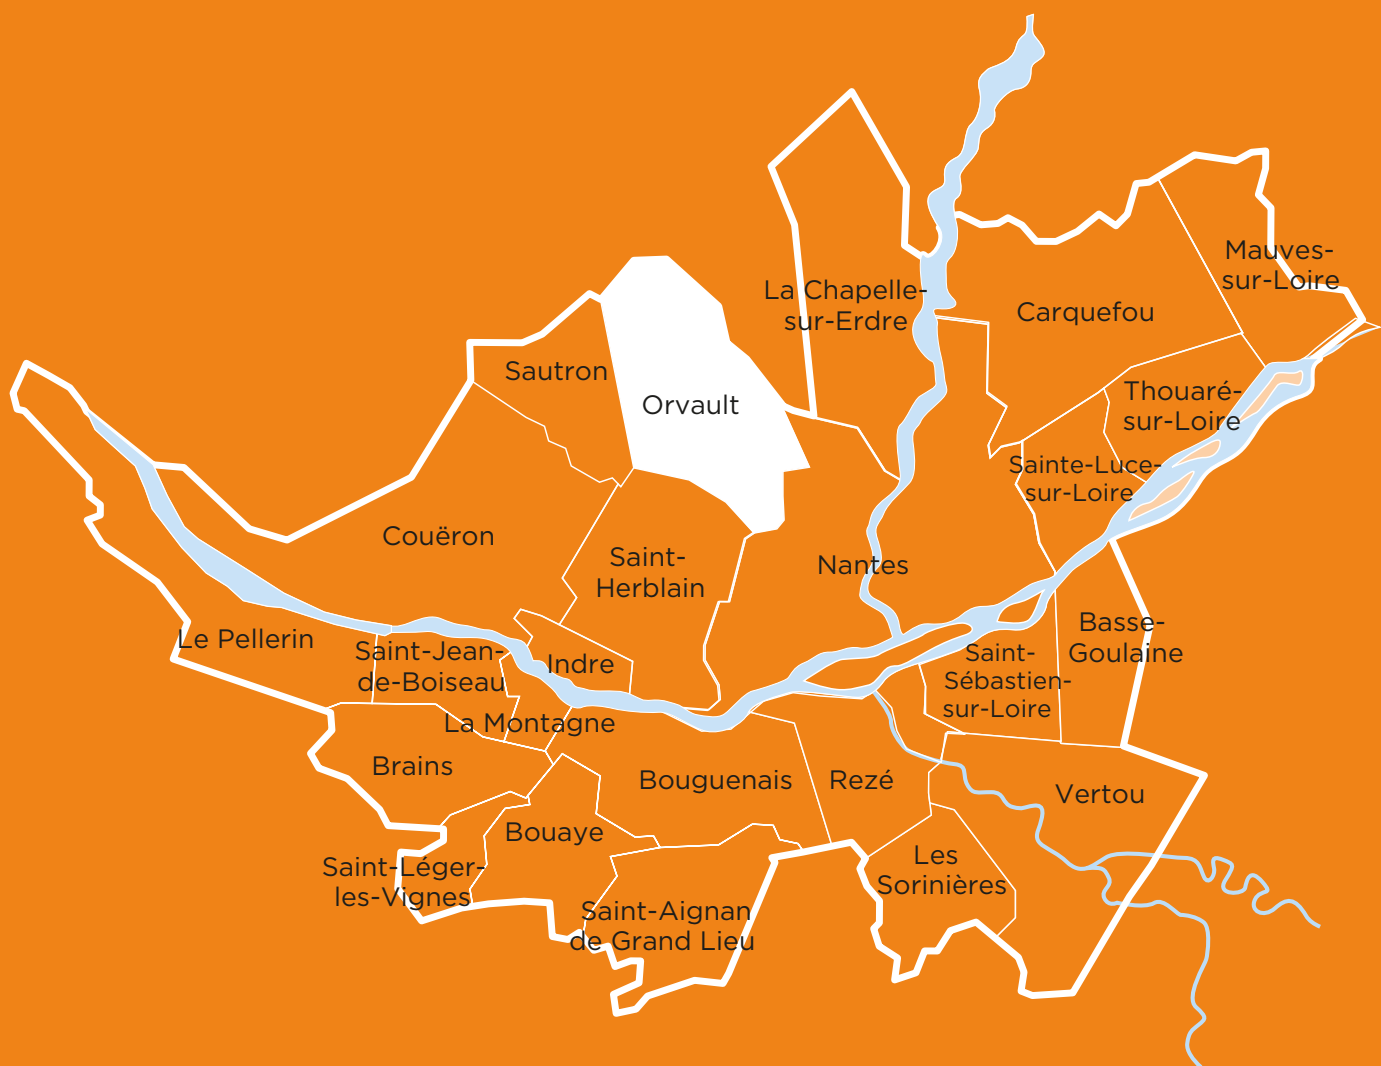 Mauves-
sur-Loire
La Chapelle-
sur-Erdre
Carquefou
Sautron
Orvault
Thouaré-
sur-Loire
Sainte-Luce-
sur-Loire
Couëron
Saint-
Herblain
Nantes
Le Pellerin
Saint-Jean-
de-Boiseau
Indre
Basse-
Goulaine
Saint-
Sébastien-
sur-Loire
La Montagne
Brains
Bouguenais
Rezé
Vertou
Bouaye
Saint-Léger-
les-Vignes
Les
Sorinières
Saint-Aignan
de Grand Lieu